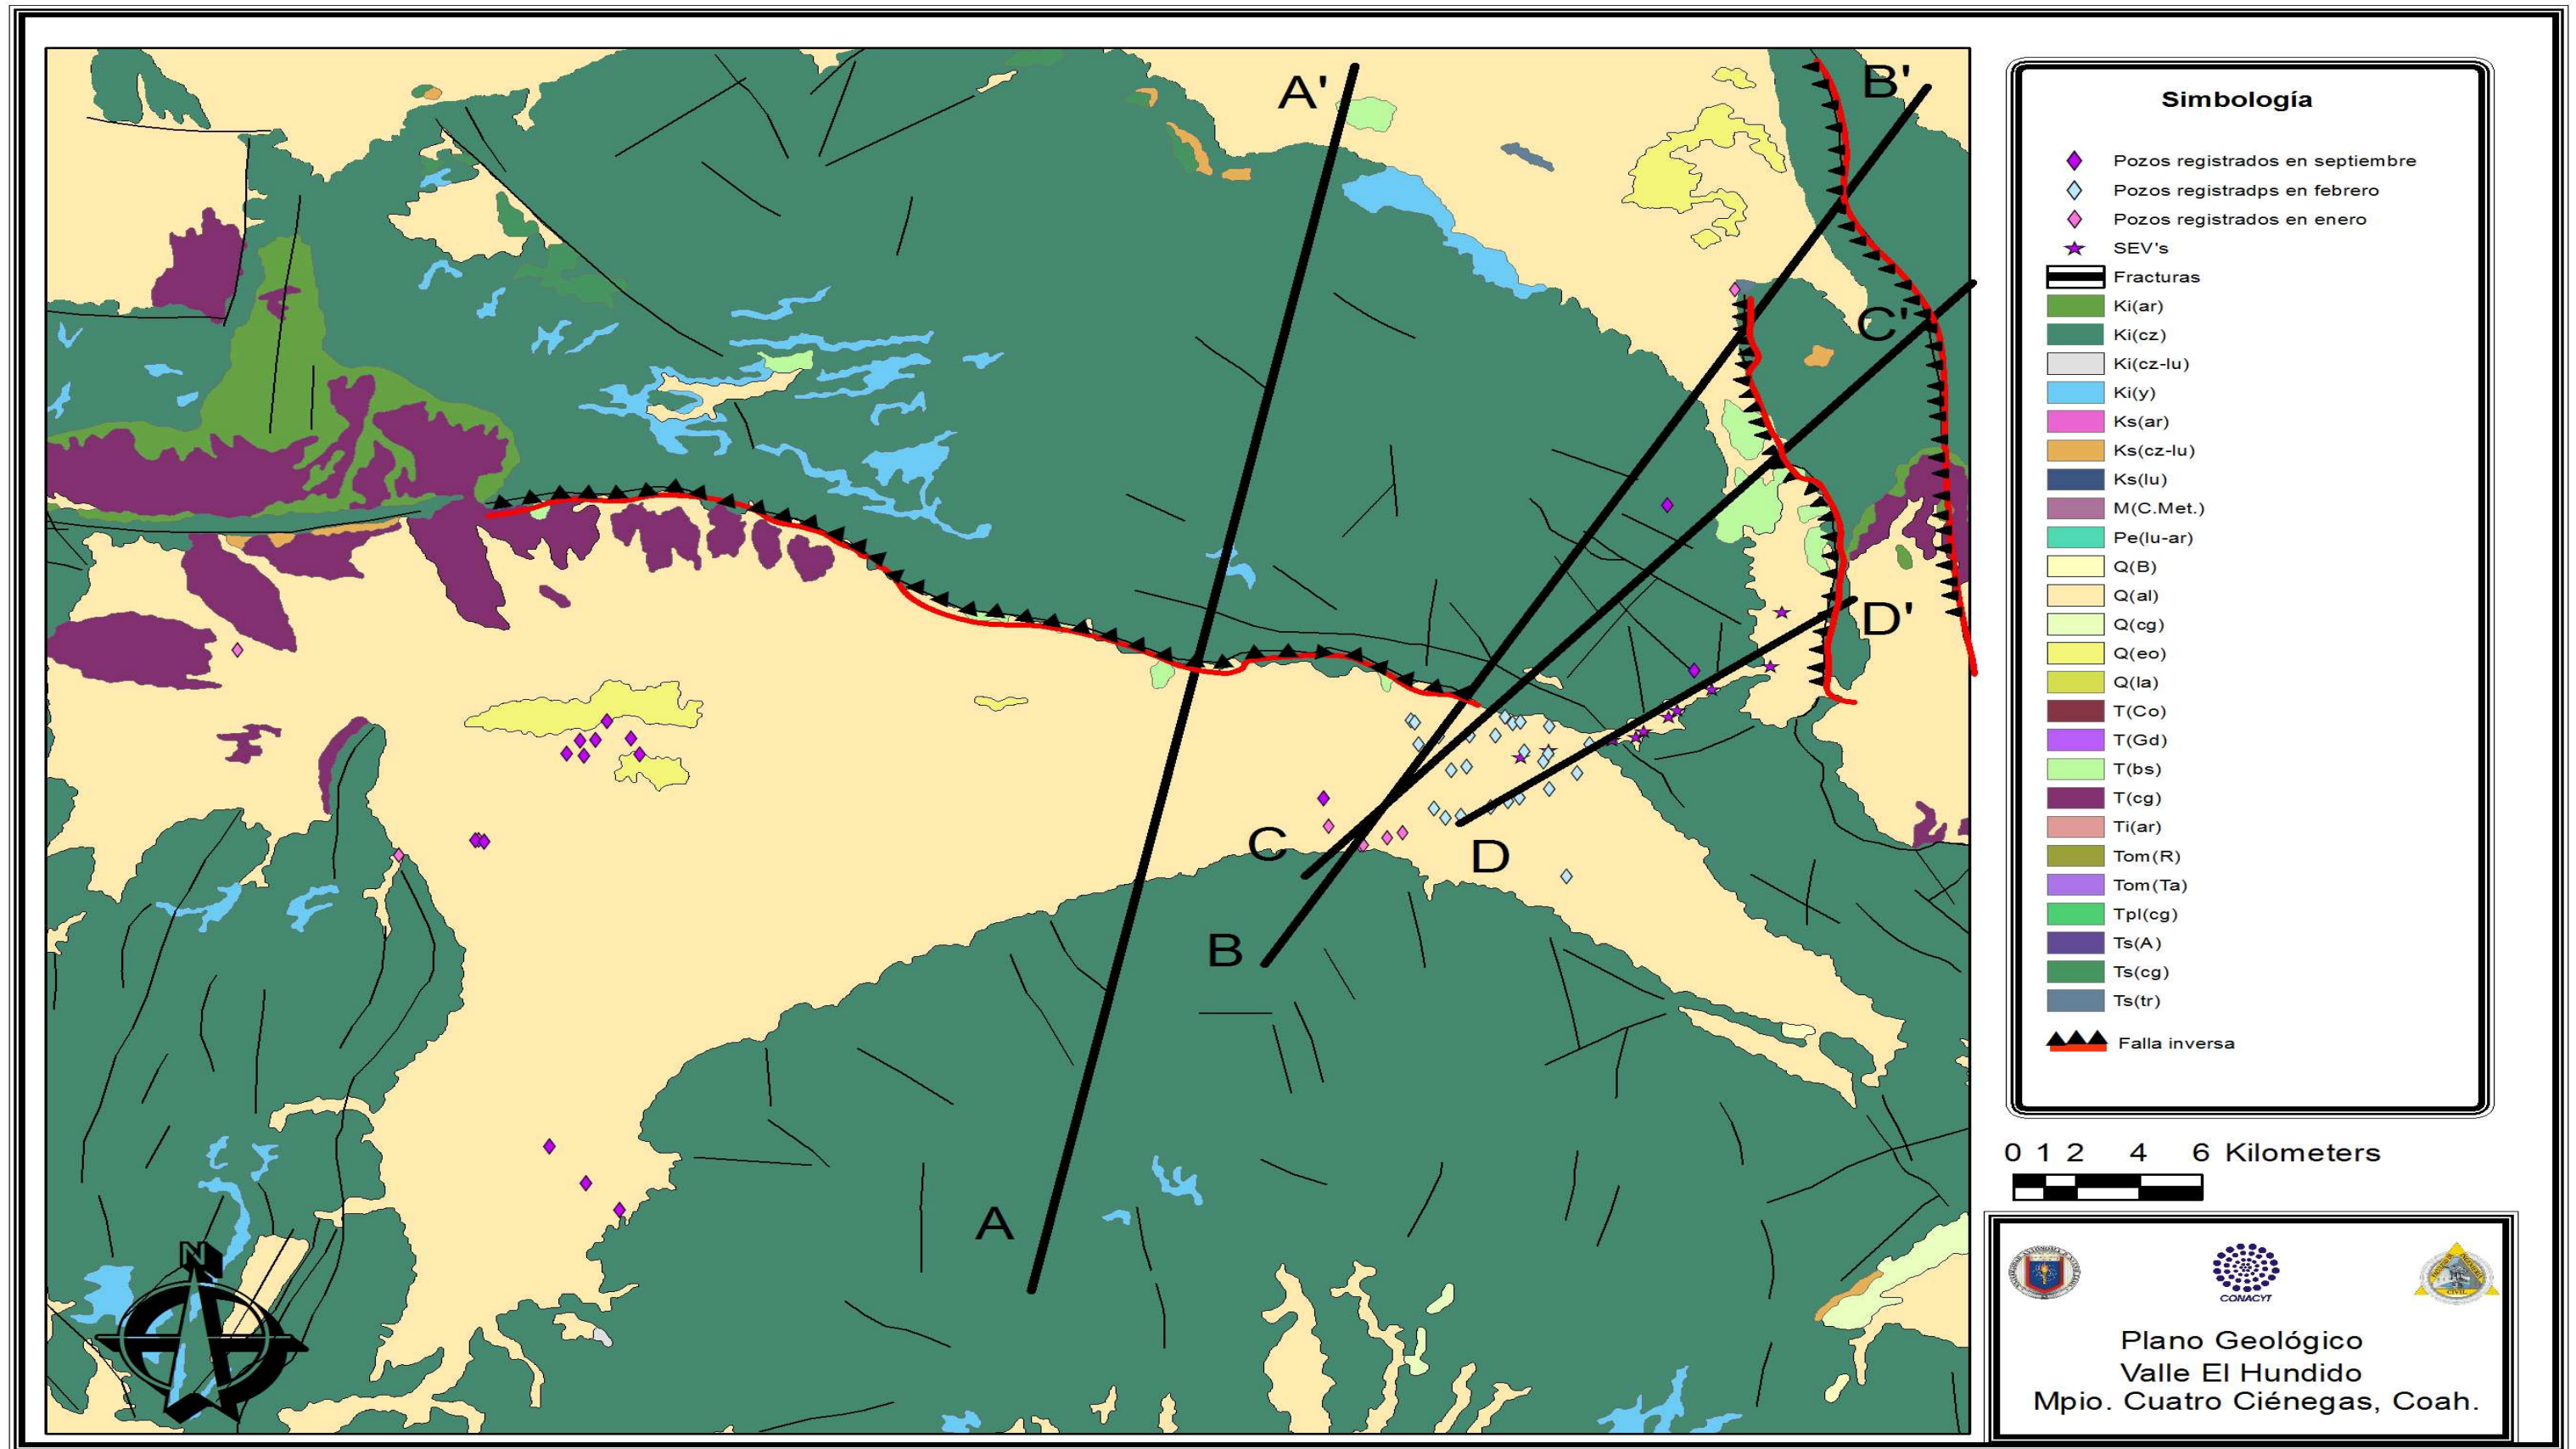 A'
B'
C'
D'
C
D
B
A
N
Simbología
Pozos registrados en septiembre
Pozos registradps en febrero
Pozos registrados en enero
SEV's
Fracturas
Ki(ar)
Ki(cz)
Ki(cz-lu)
Ki(y)
Ks(ar)
Ks(cz-lu)
Ks(lu)
M(C.Met.)
Pe(lu-ar)
Q(B)
Q(al)
Q(cg)
Q(eo)
Q(la)
T(Co)
T(Gd)
T(bs)
T(cg)
Ti(ar)
Tom(R)
Tom(Ta)
Tpl(cg)
Ts(A)
Ts(cg)
Ts(tr)
Falla inversa
0 1 2 4 6 Kilometers
CONACYT
CIVIL
Plano Geológico
Valle El Hundido
Mpio. Cuatro Ciénegas, Coah.